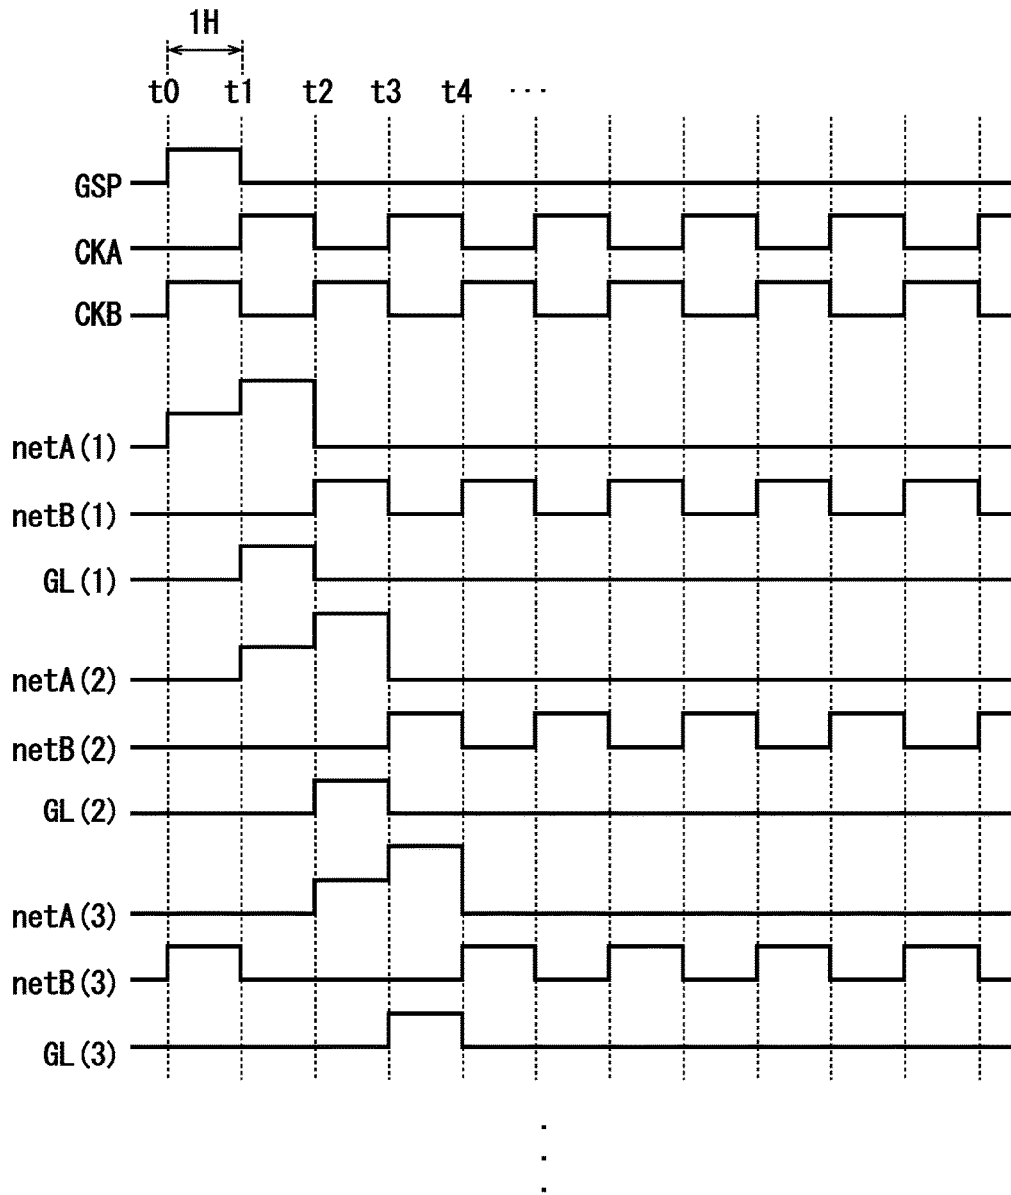 1H
t0 t1 t2 t3 t4 ...
GSP
CKA
CKB
netA(1)
netB(1)
GL(1)
netA(2)
netB(2)
GL(2)
netA(3)
netB(3)
GL(3)